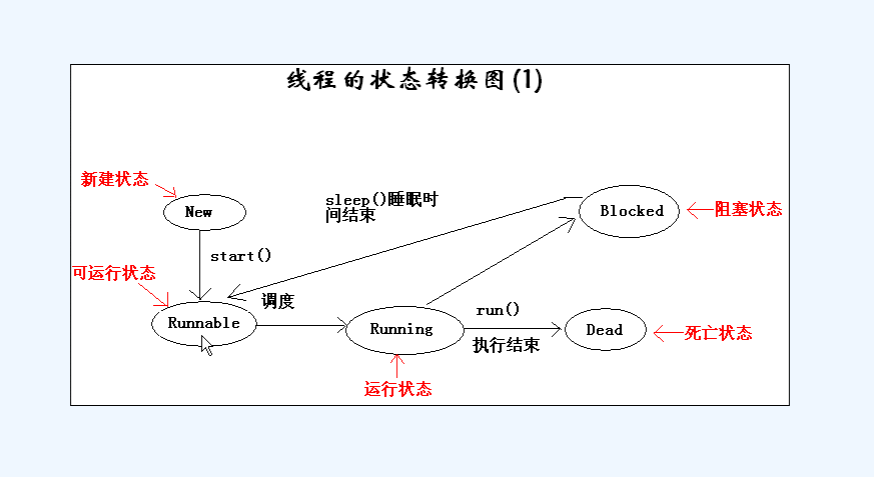 线程的状态转换图(1)
新建状态
New
sleep()睡眠时
间结束
Blocked
阻塞状态
start()
可运行状态
调度
Runnable
Running
run()
执行结束
Dead
死亡状态
运行状态